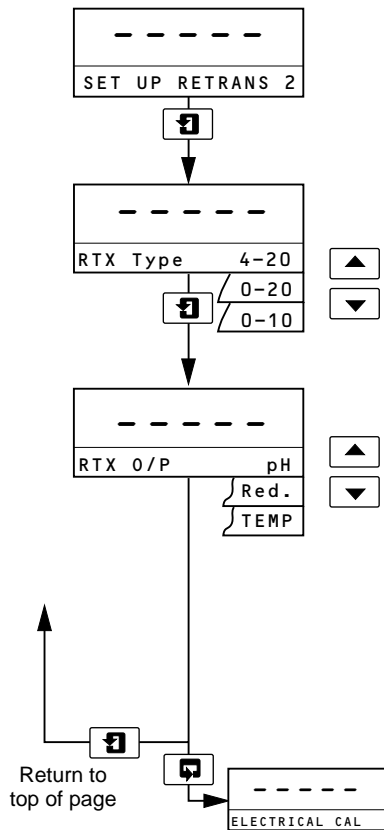 – – – – –
SET UP RETRANS 2
– – – – –
RTX Type 4–20
0–20
0–10
– – – – –
RTX O/P pH
Red.
TEMP
Return to
top of page
– – – – –
ELECTRICAL CAL